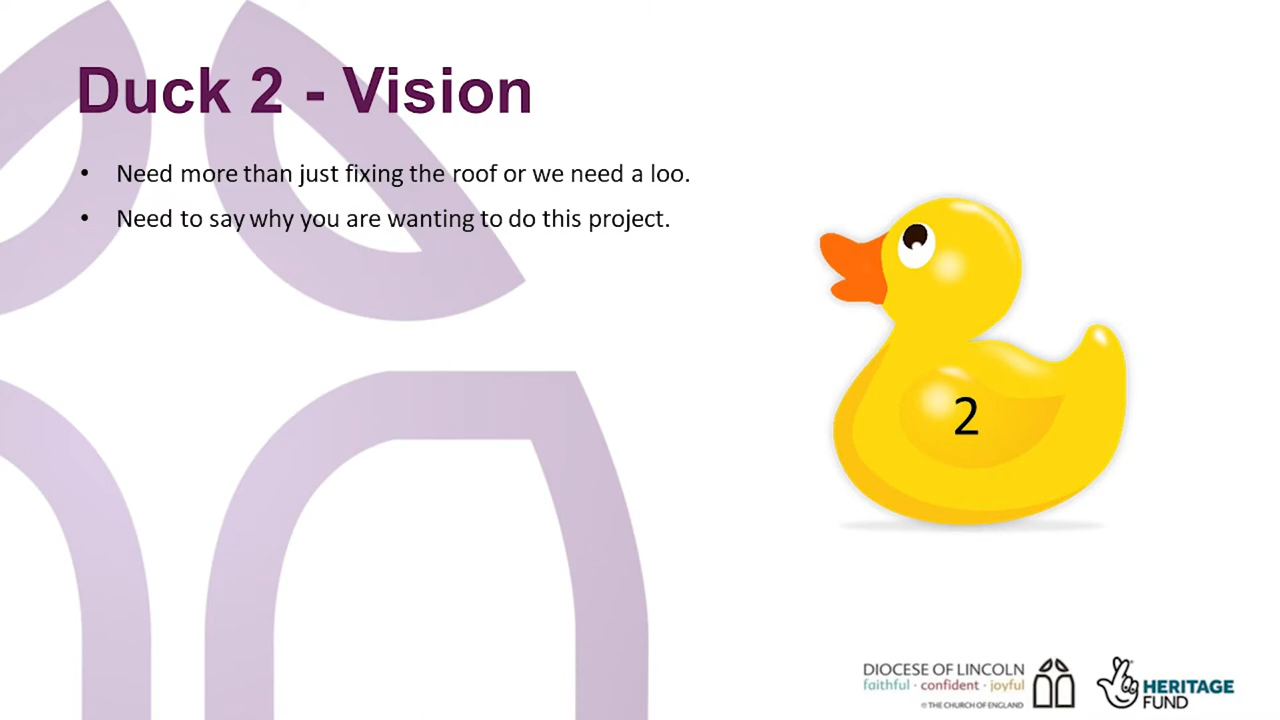 Duck 2 - Vision
• Need more than just fixing the roof or we need a loo.
• Need to say why you are wanting to do this project.
2
DIOCESE OF LINCOLN
faithful · confident · joyful
© THE CHURCH OF ENGLAND
HERITAGE
FUND